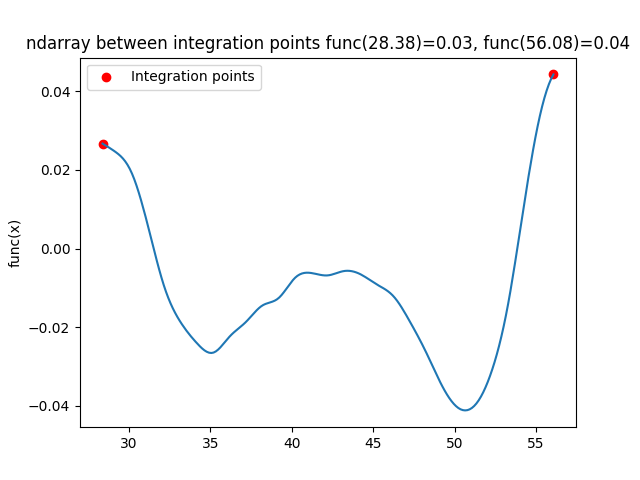 ndarray between integration points func(28.38)=0.03, func(56.08)=0.04
Integration points
func(x)
0.04
0.02
0.00
−0.02
−0.04
30 35 40 45 50 55